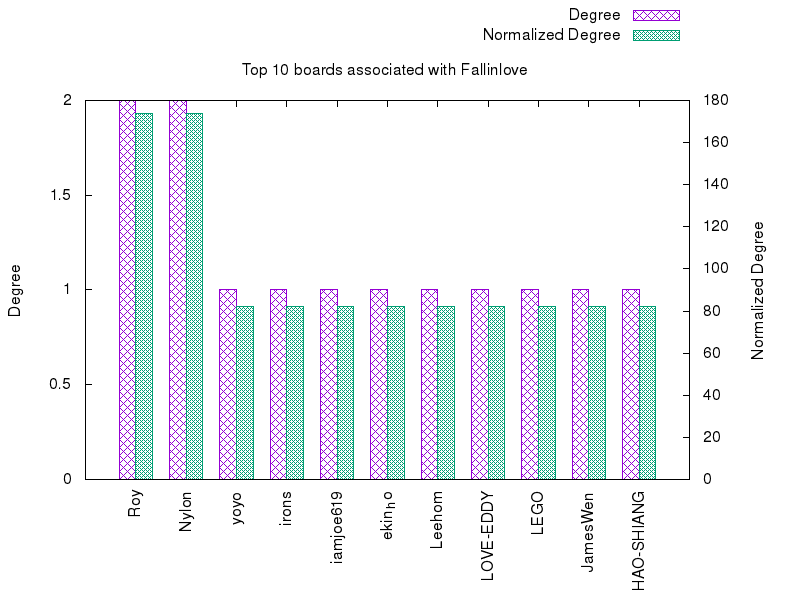 Degree
Normalized Degree
Top 10 boards associated with Fallinlove
2
1.5
1
0.5
0
Degree
180
160
140
120
100
80
60
40
20
0
Normalized Degree
Roy
Nylon
yoyo
irons
iamjoe619
ekinho
Leehom
LOVE-EDDY
LEGO
JamesWen
HAO-SHIANG